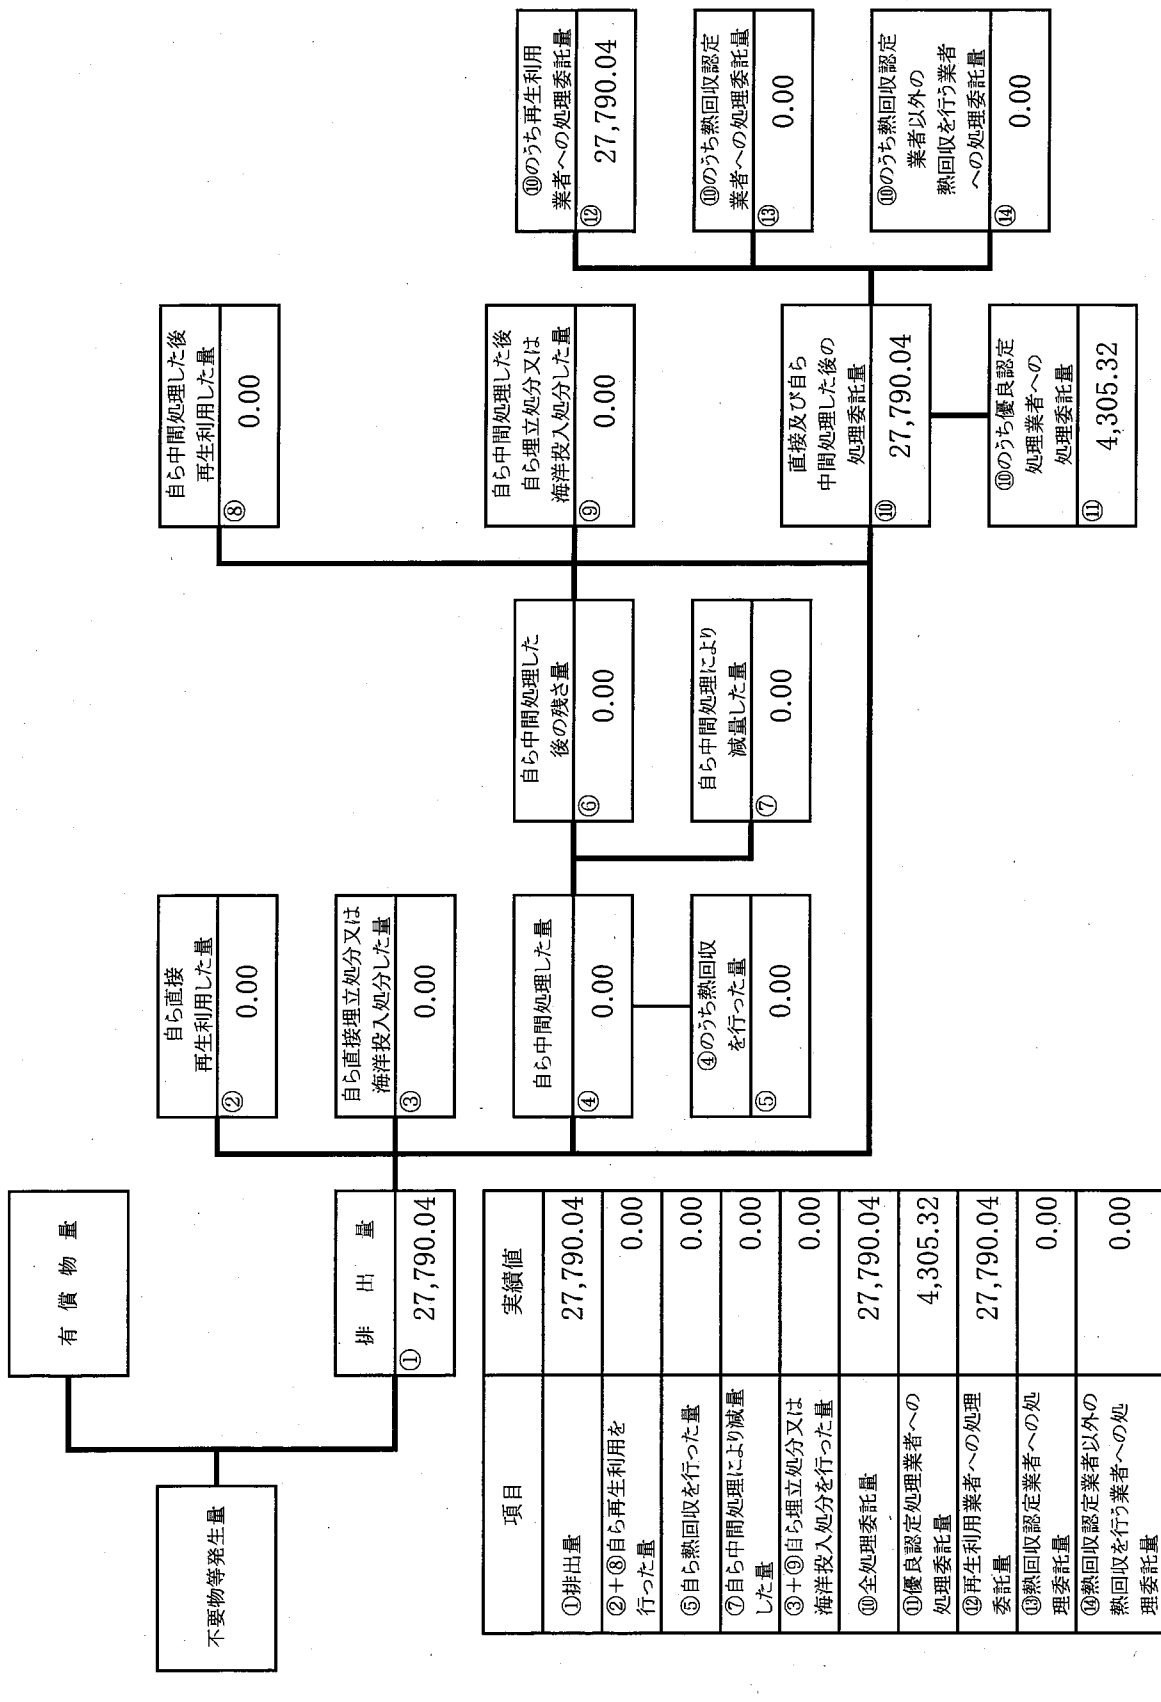 不要物等発生量
有 償 物 量
排 出 量
① 27,790.04
自ら直接
再生利用した量
② 0.00
自ら直接埋立処分又は
海洋投入処分した量
③ 0.00
自ら中間処理した量
④ 0.00
④のうち熱回収
を行った量
⑤ 0.00
自ら中間処理した
後の残さ量
⑥ 0.00
自ら中間処理により
減量した量
⑦ 0.00
自ら中間処理した後
再生利用した量
⑧ 0.00
自ら中間処理した後
自ら埋立処分又は
海洋投入処分した量
⑨ 0.00
直接及び自ら
中間処理した後の
処理委託量
⑩ 27,790.04
⑩のうち優良認定
処理業者への
処理委託量
⑪ 4,305.32
⑩のうち再生利用
業者への処理委託量
⑫ 27,790.04
⑩のうち熱回収認定
業者への処理委託量
⑬ 0.00
⑩のうち熱回収認定
業者以外の
熱回収を行う業者
への処理委託量
⑭ 0.00
項目 実績値
①排出量 27,790.04
②+⑧自ら再生利用を
行った量 0.00
⑤自ら熱回収を行った量 0.00
⑦自ら中間処理により減量
した量 0.00
③+⑨自ら埋立処分又は
海洋投入処分を行った量 0.00
⑩全処理委託量 27,790.04
⑪優良認定処理業者への
処理委託量 4,305.32
⑫再生利用業者への処理
委託量 27,790.04
⑬熱回収認定業者への処
理委託量 0.00
⑭熱回収認定業者以外の
熱回収を行う業者への処
理委託量 0.00